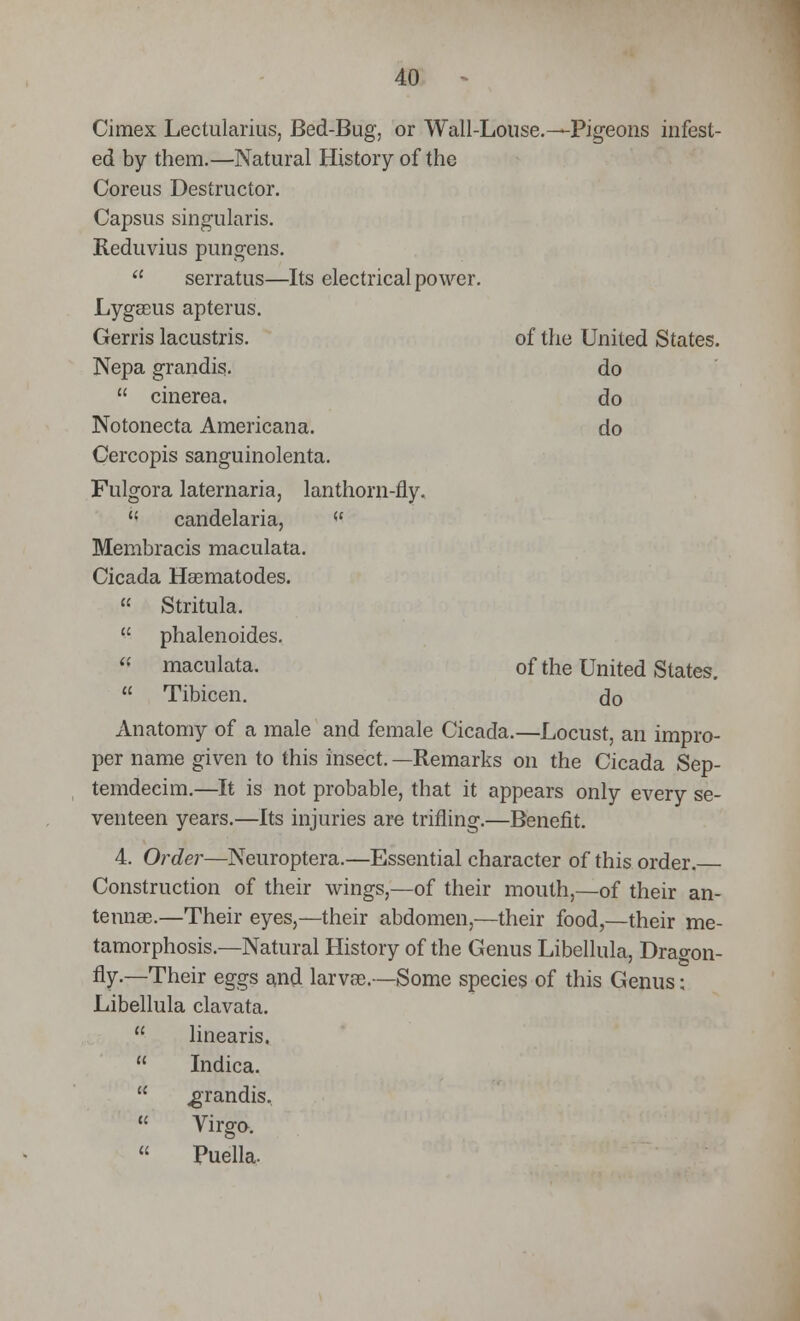 40 -
Cimex Lectularius, Bed-Bug, or Wall-Louse.—Pigeons infest-
ed by them.—Natural History of the
Coreus Destructor.
Capsus singularis.
Reduvius pungens.
“ serratus—Its electrical power.
Lygæus apterus.
Gerris lacustris. of the United States.
Nepa grandis. do
“ cinerea. do
Notonecta Americana. do
Cercopis sanguinolenta.
Fulgora laternaria, lanthorn-fly.
“ candelaria, “
Membracis maculata.
Cicada Hæmatodes.
“ Stritula.
“ phalenoides.
“ maculata. of the United States.
“ Tibicen. do
Anatomy of a male and female Cicada.—Locust, an impro-
per name given to this insect.—Remarks on the Cicada Sep-
temdecim.—It is not probable, that it appears only every se-
venteen years.—Its injuries are trifling.—Benefit.
4. Order—Neuroptera.—Essential character of this order.—
Construction of their wings,—of their mouth,—of their an-
tennæ.—Their eyes,—their abdomen,—their food,—their me-
tamorphosis.—Natural History of the Genus Libellula, Dragon-
fly.—Their eggs and larvæ.—Some species of this Genus:
Libellula clavata.
“ linearis.
“ Indica.
“ grandis.
“ Virgo.
“ Puella.